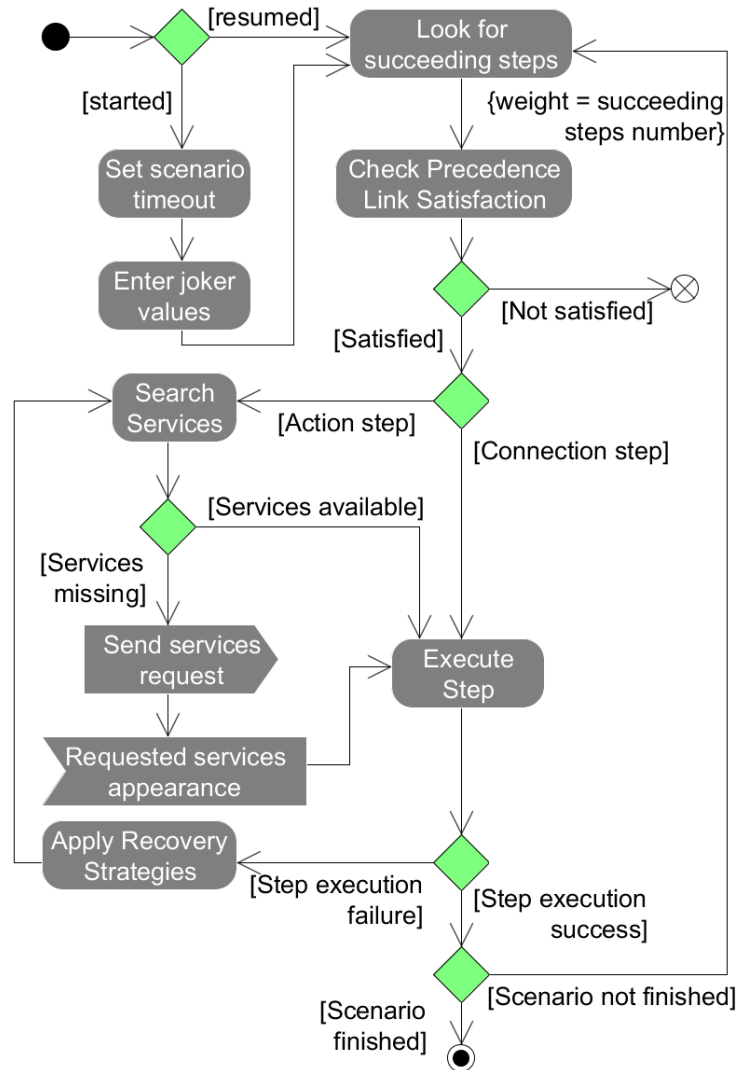 [resumed]
Look for
succeeding steps
[started]
{weight = succeeding
steps number}
Set scenario
timeout
Check Precedence
Link Satisfaction
Enter joker
values
[Not satisfied]
[Satisfied]
Search
Services
[Action step]
[Connection step]
[Services available]
[Services
missing]
Send services
request
Execute
Step
Requested services
appearance
Apply Recovery
Strategies
[Step execution
failure]
[Step execution
success]
[Scenario not finished]
[Scenario
finished]